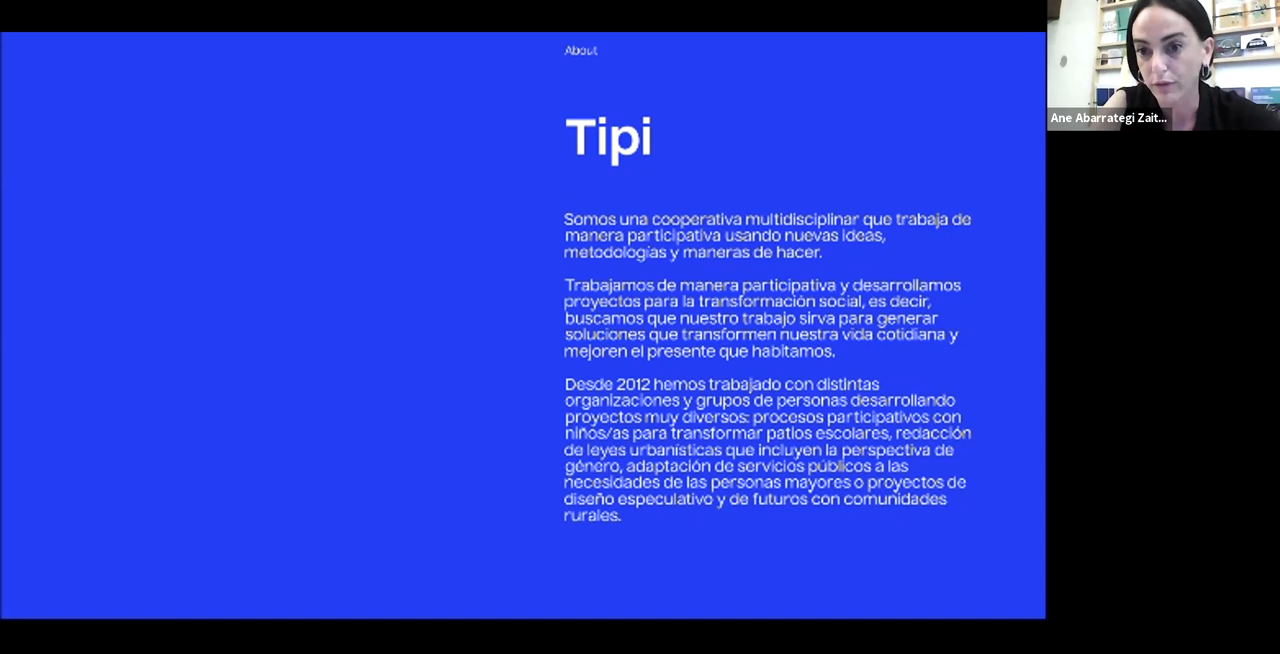 About
Tipi
Somos una cooperativa multidisciplinar que trabaja de
manera participativa usando nuevas ideas,
metodologías y maneras de hacer.
Trabajamos de manera participativa y desarrollamos
proyectos para la transformación social, es decir,
buscamos que nuestro trabajo sirva para generar
soluciones que transformen nuestra vida cotidiana y
mejoren el presente que habitamos.
Desde 2012 hemos trabajado con distintas
organizaciones y grupos de personas desarrollando
proyectos muy diversos: procesos participativos con
niños/as para transformar patios escolares, redacción
de leyes urbanísticas que incluyen la perspectiva de
género, adaptación de servicios públicos a las
necesidades de las personas mayores o proyectos de
diseño especulativo y de futuros con comunidades
rurales.
Ane Abarrategi Zait...